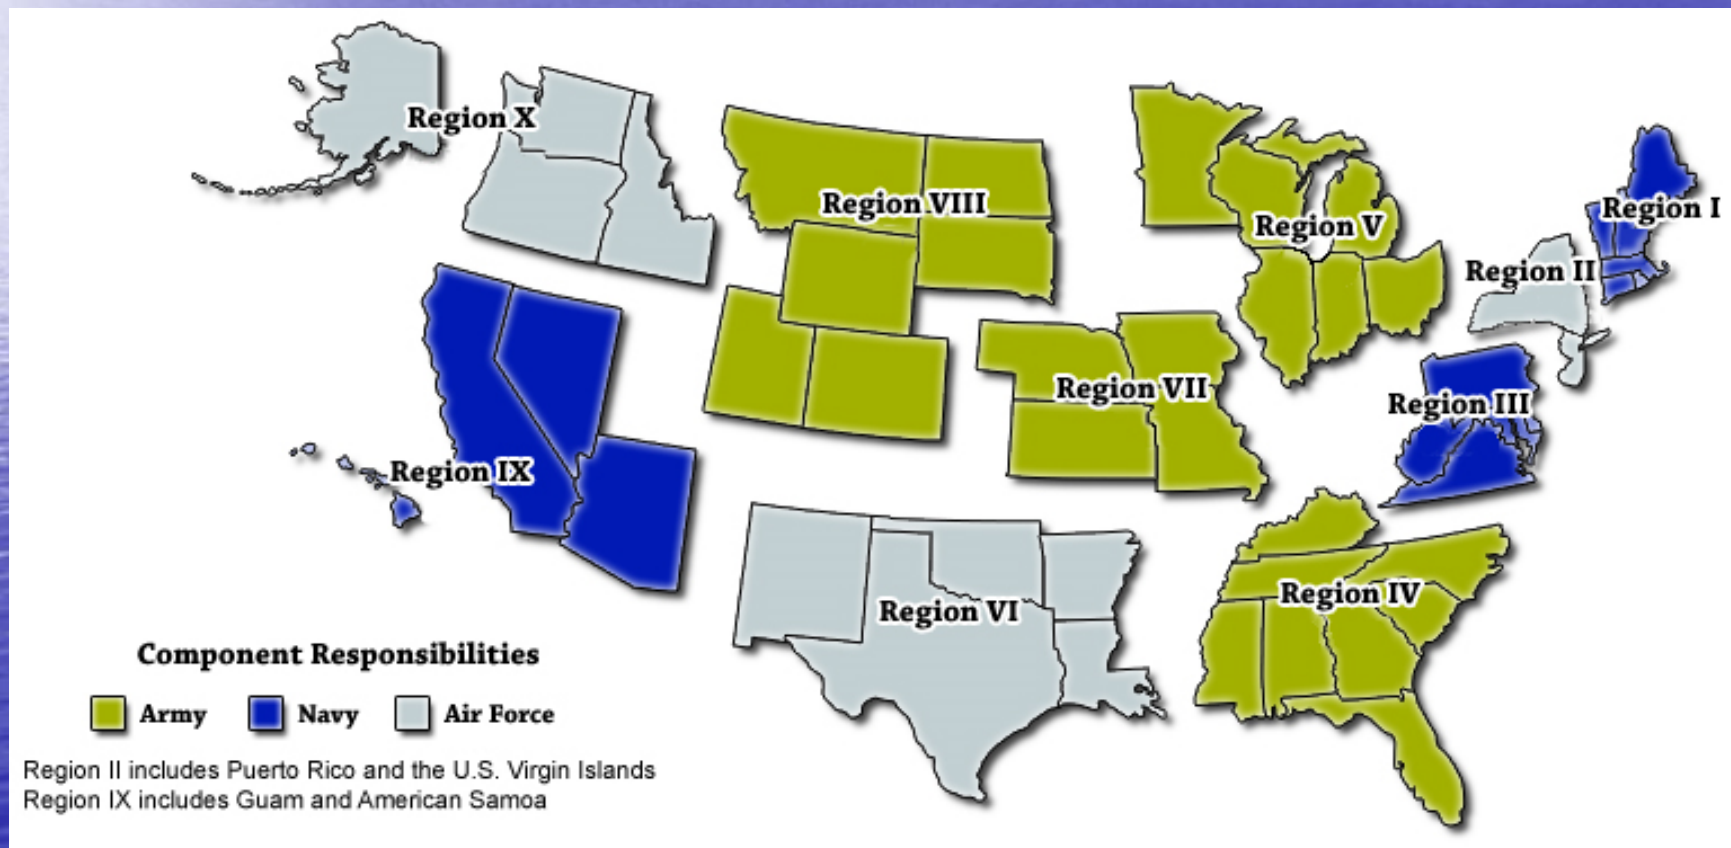 Region X
Region VIII
Region V
Region I
Region II
Region VII
Region III
Region IX
Region VI
Region IV
Component Responsibilities
Army Navy Air Force
Region II includes Puerto Rico and the U.S. Virgin Islands
Region IX includes Guam and American Samoa